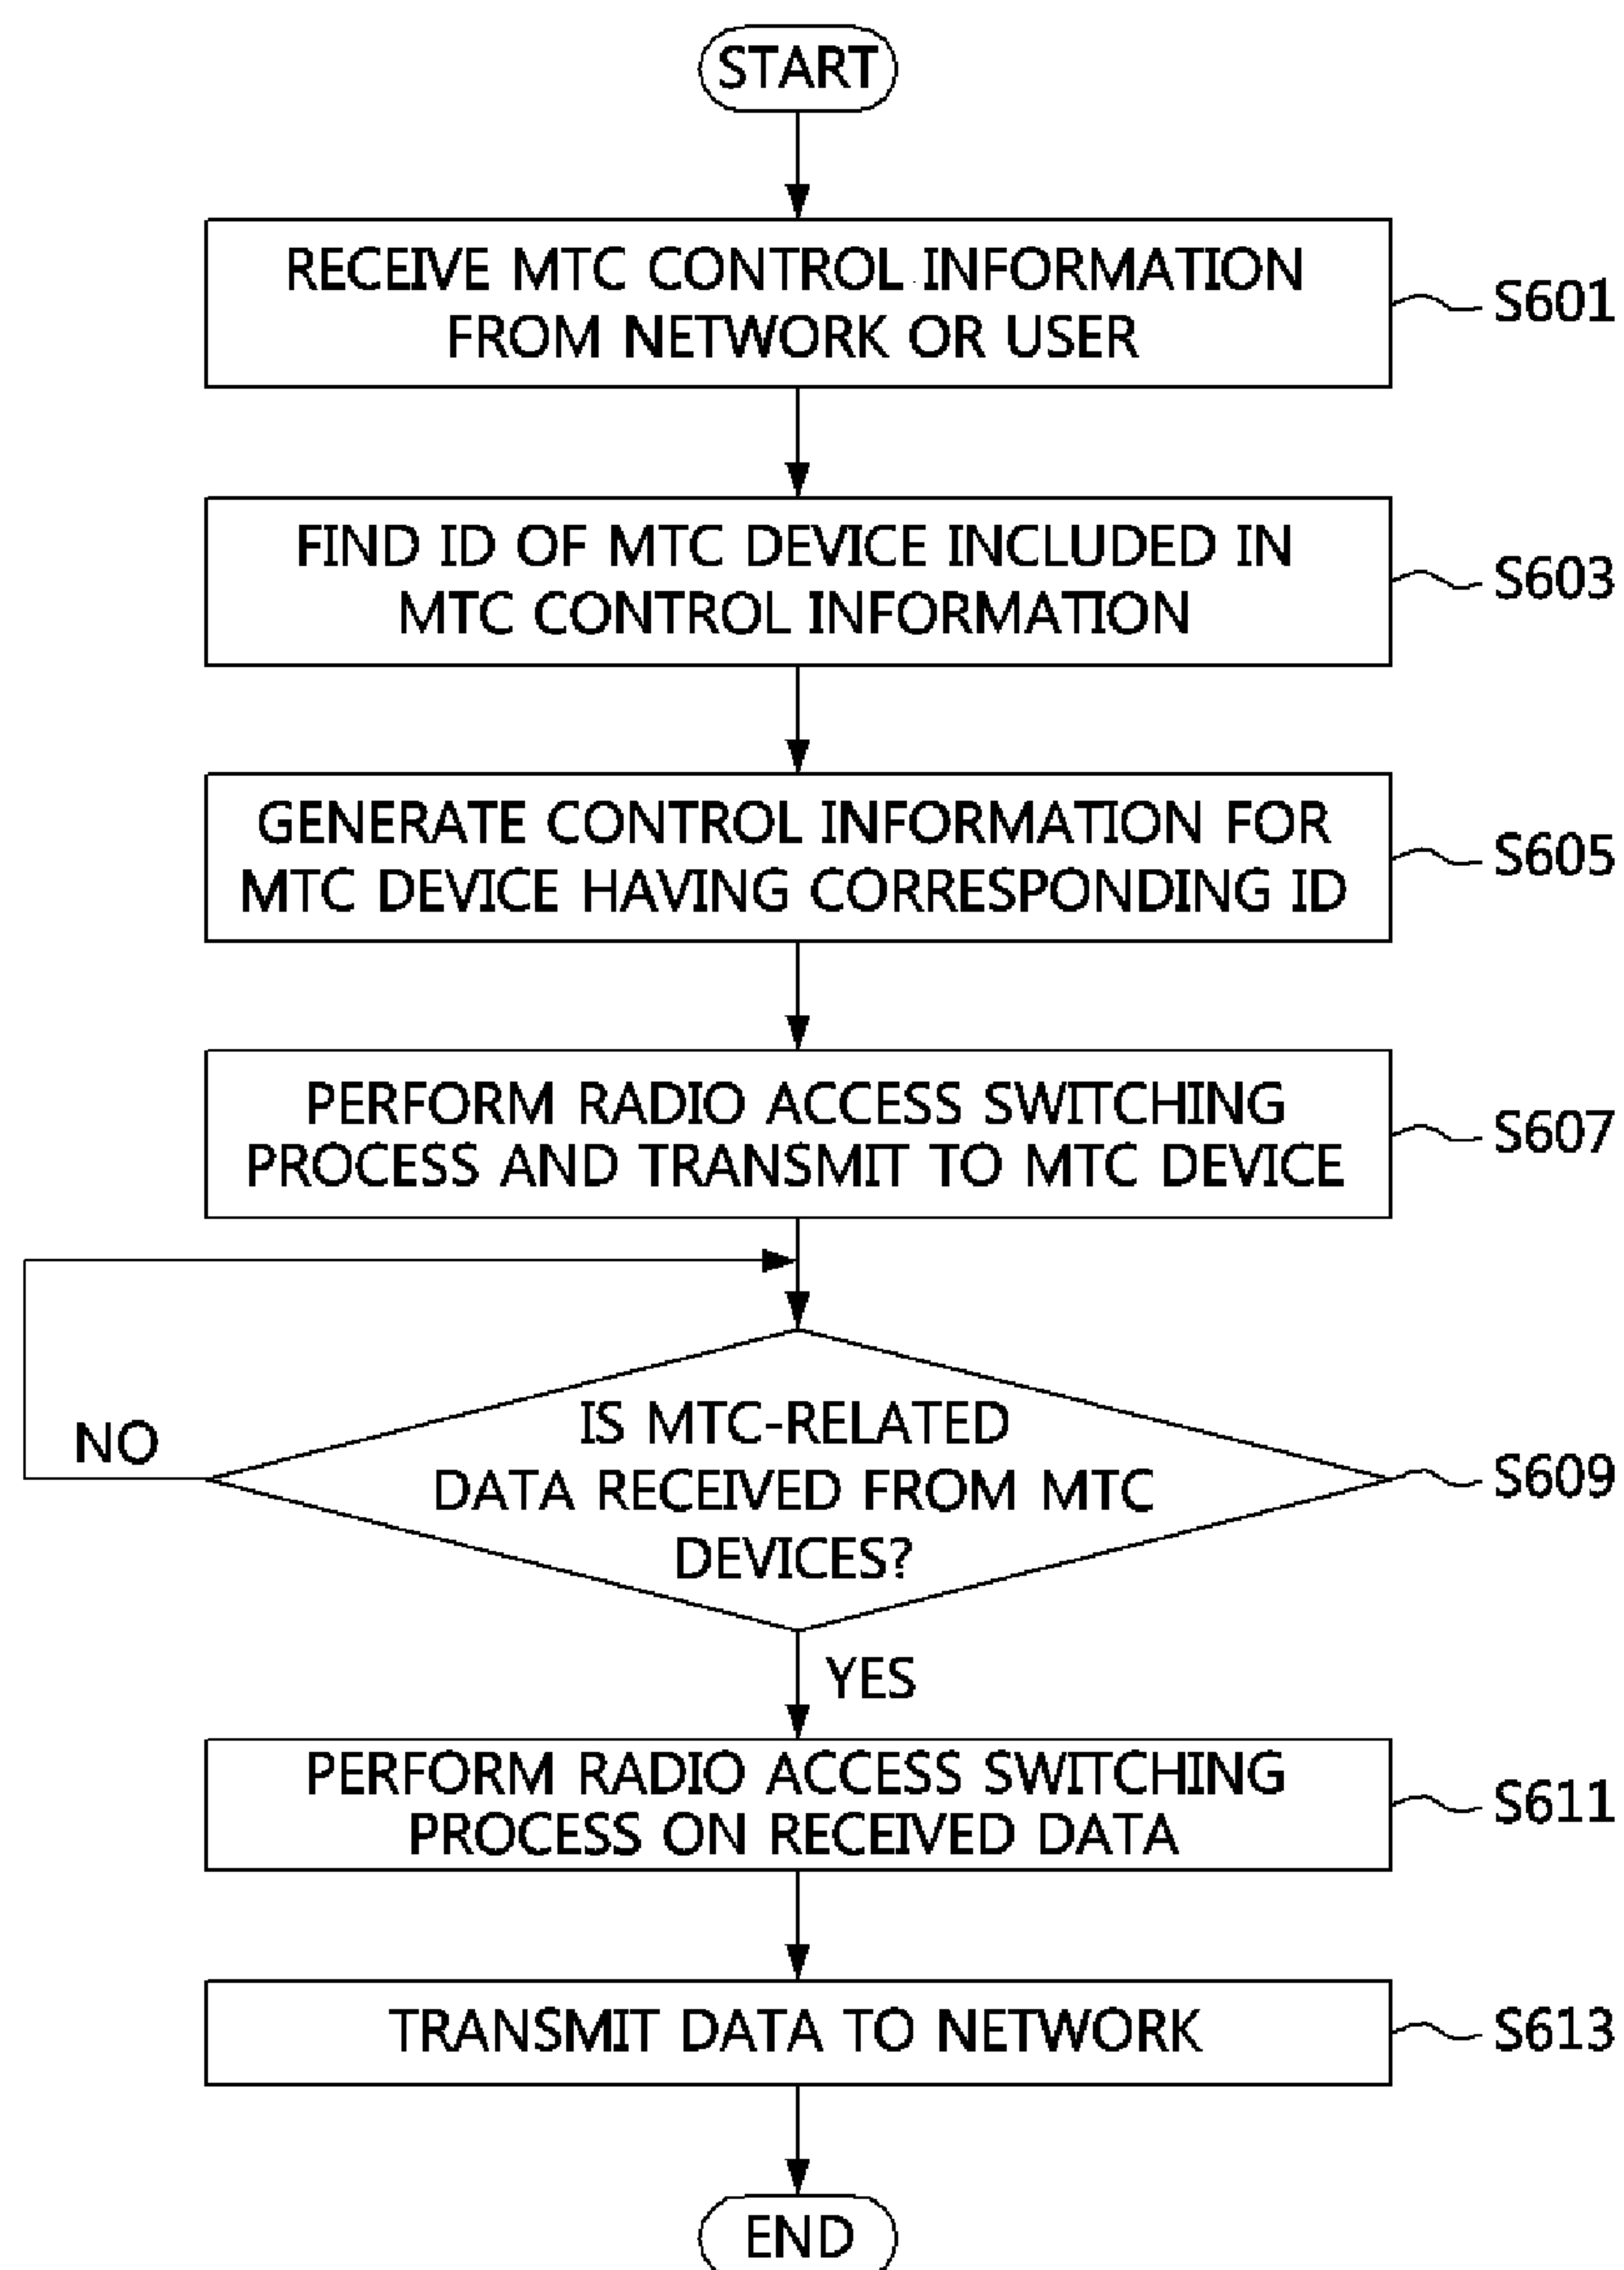 START
RECEIVE MTC CONTROL INFORMATION
FROM NETWORK OR USER
S601
FIND ID OF MTC DEVICE INCLUDED IN
MTC CONTROL INFORMATION
S603
GENERATE CONTROL INFORMATION FOR
MTC DEVICE HAVING CORRESPONDING ID
S605
PERFORM RADIO ACCESS SWITCHING
PROCESS AND TRANSMIT TO MTC DEVICE
S607
IS MTC-RELATED
DATA RECEIVED FROM MTC
DEVICES?
S609
NO
YES
PERFORM RADIO ACCESS SWITCHING
PROCESS ON RECEIVED DATA
S611
TRANSMIT DATA TO NETWORK
S613
END